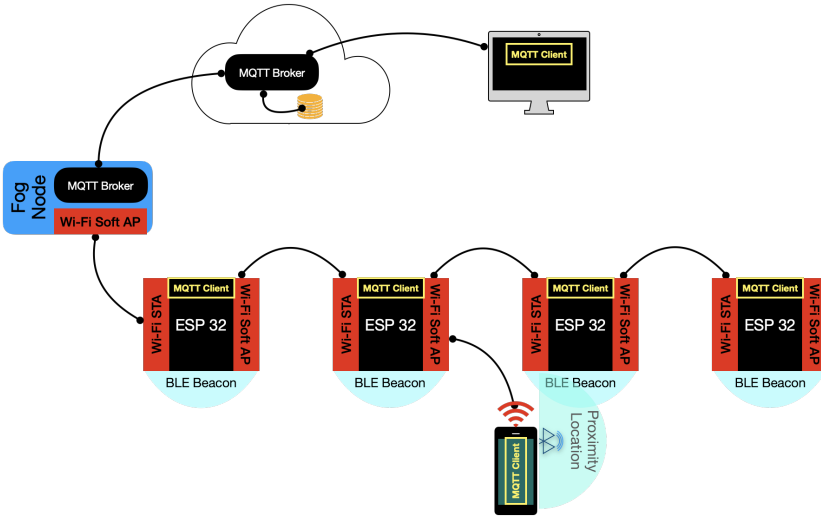 MQTT Client
MQTT Broker
Fog
Node
MQTT Broker
Wi-Fi Soft AP
Wi-Fi STA
MQTT Client
ESP 32
Wi-Fi Soft AP
BLE Beacon
Wi-Fi STA
MQTT Client
ESP 32
Wi-Fi Soft AP
BLE Beacon
Wi-Fi STA
MQTT Client
ESP 32
Wi-Fi Soft AP
BLE Beacon
Wi-Fi STA
MQTT Client
ESP 32
Wi-Fi Soft AP
BLE Beacon
MQTT Client
Proximity
Location